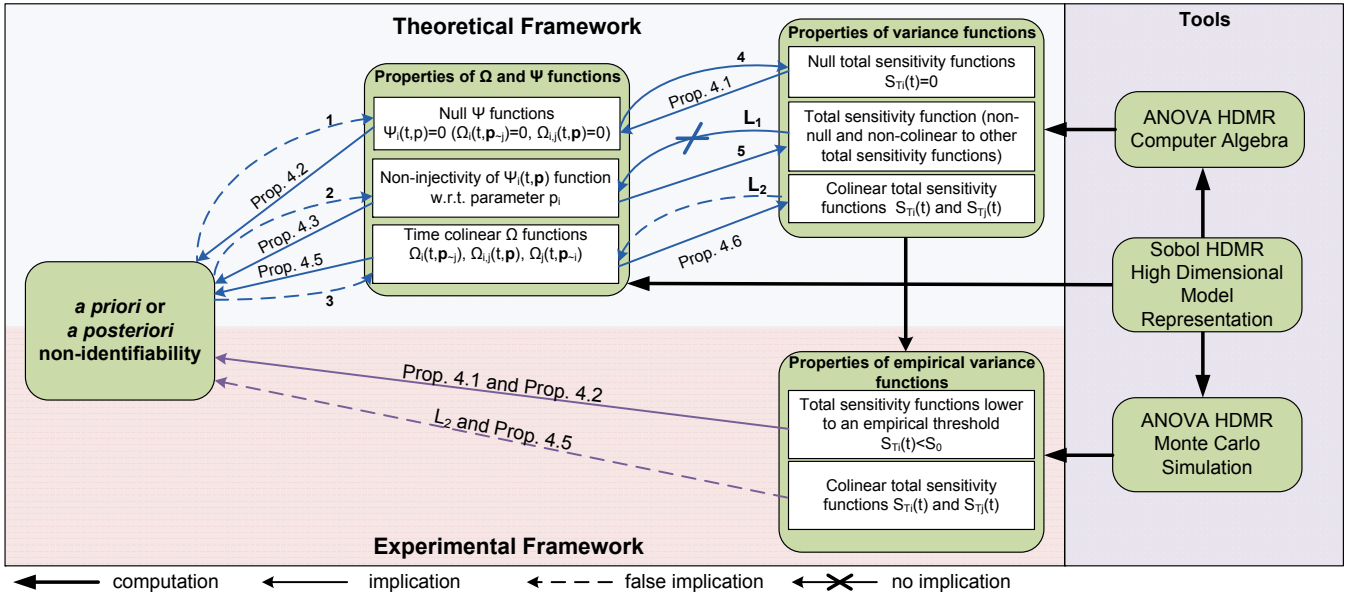 Theoretical Framework
Tools
Properties of Ω and Ψ functions
Null Ψ functions
Ψi(t,p)=0 (Ωi(t,p~j)=0, Ωi,j(t,p)=0)
Non-injectivity of Ψi(t,p) function
w.r.t. parameter pi
Time colinear Ω functions
Ωi(t,p~j), Ωi,j(t,p), Ωj(t,p~i)
Properties of variance functions
Null total sensitivity functions
STi(t)=0
Total sensitivity function (non-
null and non-colinear to other
total sensitivity functions)
Colinear total sensitivity
functions STi(t) and STj(t)
1
Prop. 4.2
2
Prop. 4.3
Prop. 4.5
3
4
Prop. 4.1
L1
5
L2
Prop. 4.6
a priori or
a posteriori
non-identifiability
ANOVA HDMR
Computer Algebra
Sobol HDMR
High Dimensional
Model
Representation
ANOVA HDMR
Monte Carlo
Simulation
Prop. 4.1 and Prop. 4.2
L2 and Prop. 4.5
Properties of empirical variance
functions
Total sensitivity functions lower
to an empirical threshold
STi(t)<S0
Colinear total sensitivity
functions STi(t) and STj(t)
Experimental Framework
computation
implication
false implication
no implication